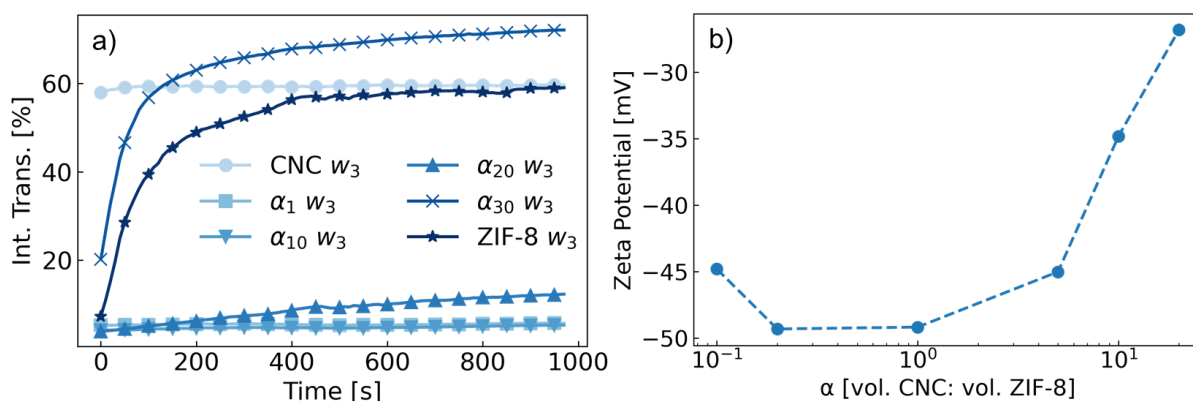 a)
Int. Trans. [%]
60
40
20
CNC w₃
α₁ w₃
α₁₀ w₃
α₂₀ w₃
α₃₀ w₃
ZIF-8 w₃
0 200 400 600 800 1000
Time [s]
b)
Zeta Potential [mV]
−30
−35
−40
−45
−50
10⁻¹ 10⁰ 10¹
α [vol. CNC: vol. ZIF-8]